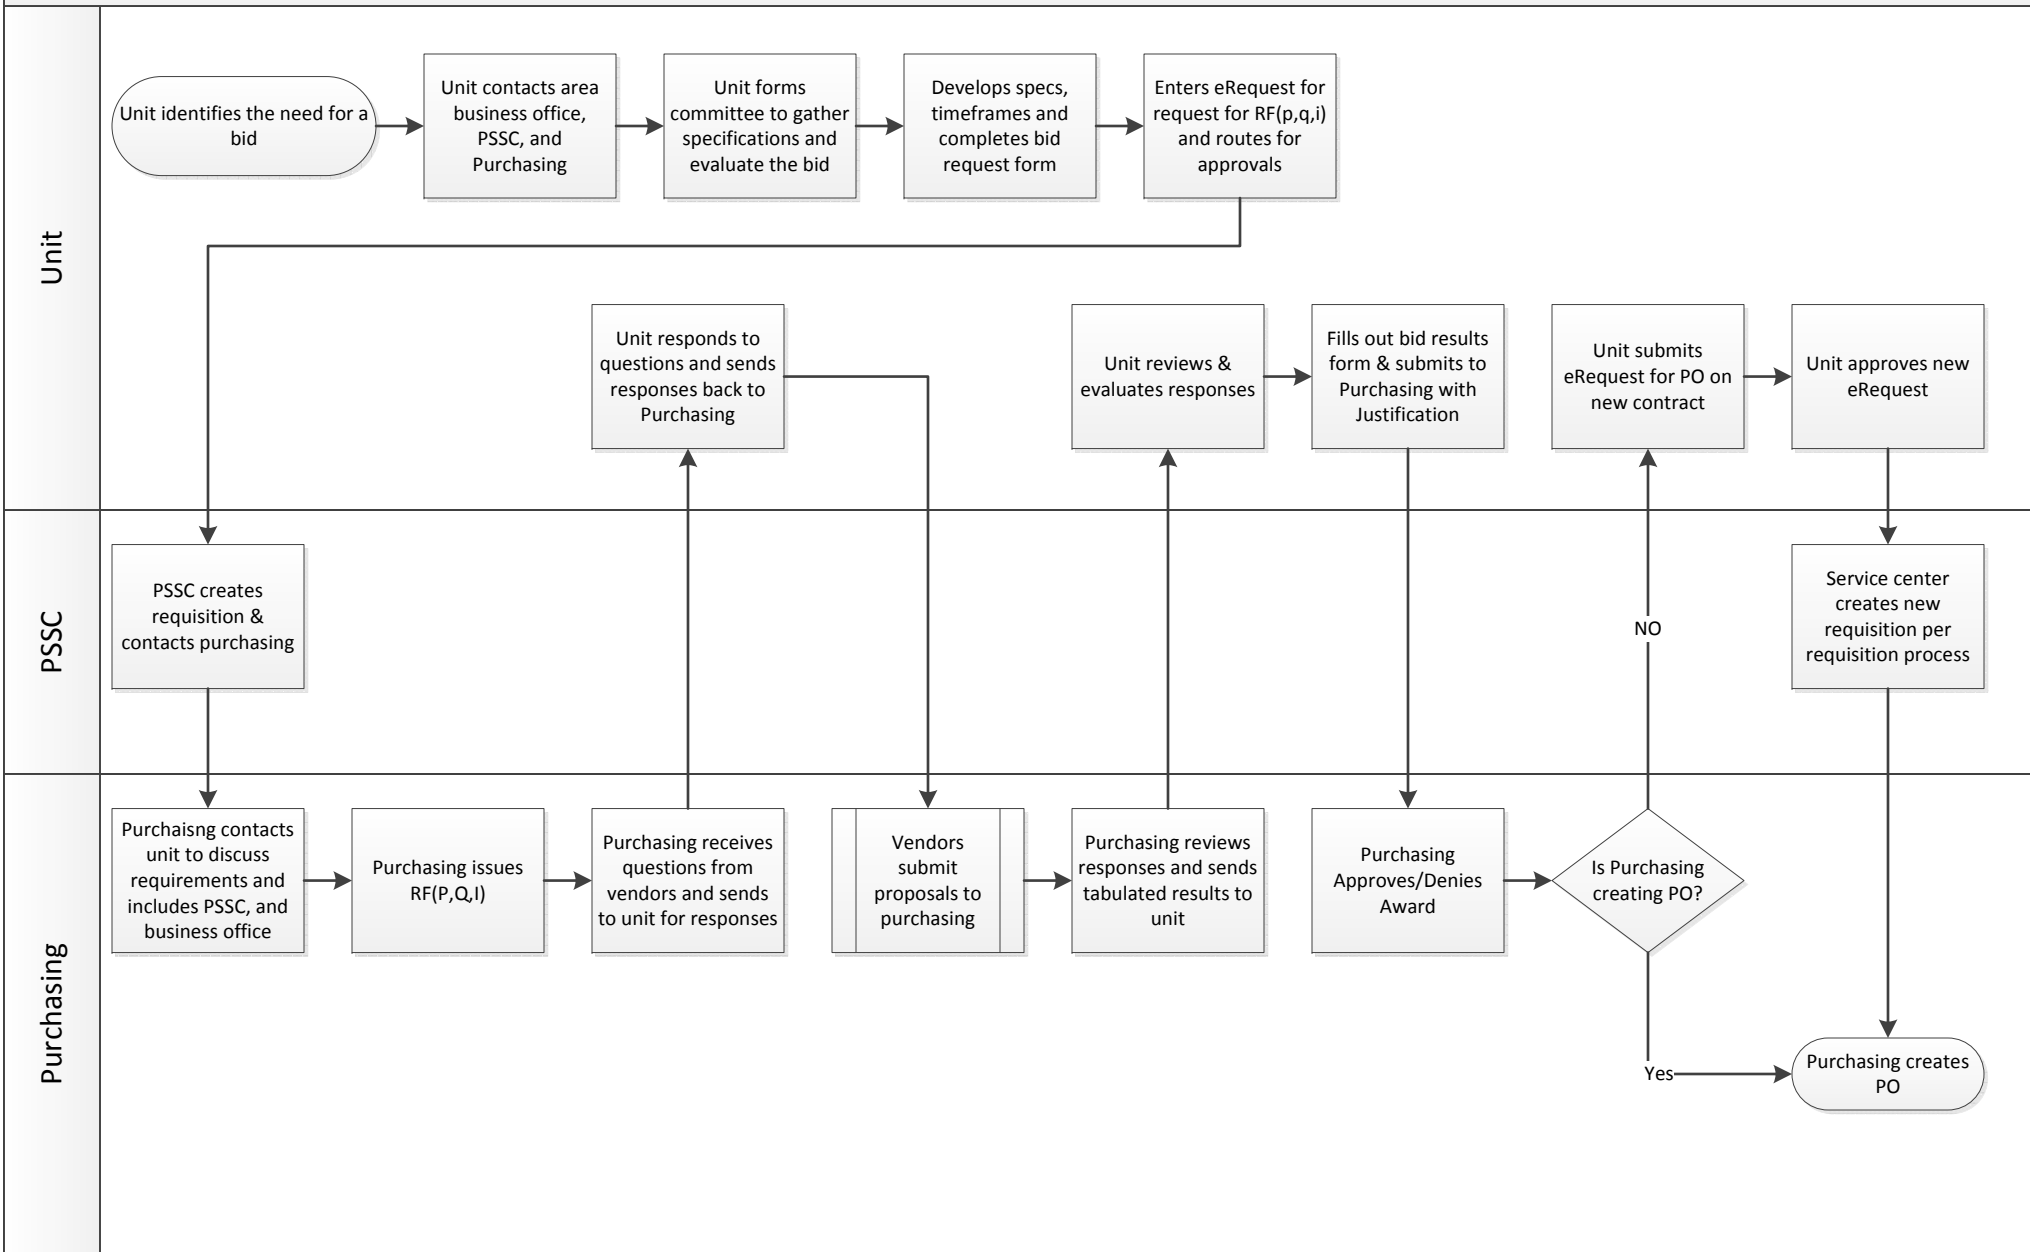 Unit
Unit identifies the need for a
bid
Unit contacts area
business office,
PSSC, and
Purchasing
Unit forms
committee to gather
specifications and
evaluate the bid
Develops specs,
timeframes and
completes bid
request form
Enters eRequest for
request for RF(p,q,i)
and routes for
approvals
Unit responds to
questions and sends
responses back to
Purchasing
Unit reviews &
evaluates responses
Fills out bid results
form & submits to
Purchasing with
Justification
Unit submits
eRequest for PO on
new contract
Unit approves new
eRequest
PSSC
PSSC creates
requisition &
contacts purchasing
NO
Service center
creates new
requisition per
requisition process
Purchasing
Purchaisng contacts
unit to discuss
requirements and
includes PSSC, and
business office
Purchasing issues
RF(P,Q,I)
Purchasing receives
questions from
vendors and sends
to unit for responses
Vendors
submit
proposals to
purchasing
Purchasing reviews
responses and sends
tabulated results to
unit
Purchasing
Approves/Denies
Award
Is Purchasing
creating PO?
Yes
Purchasing creates
PO